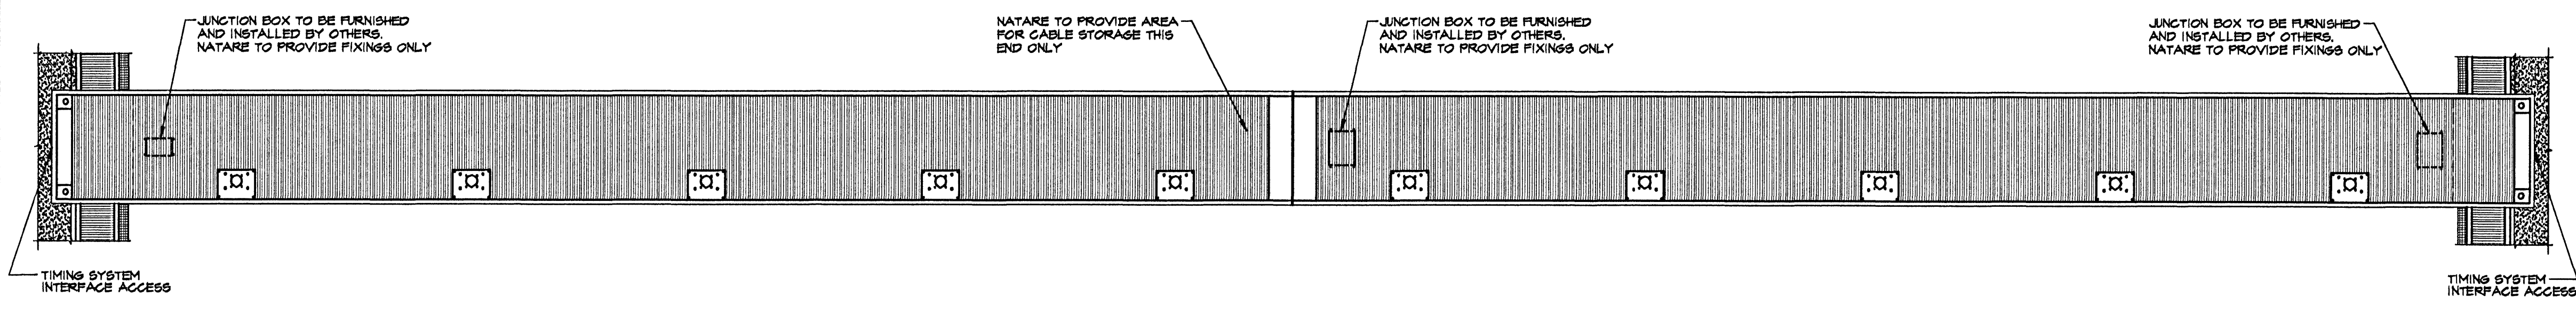 JUNCTION BOX TO BE FURNISHED
AND INSTALLED BY OTHERS.
NATARE TO PROVIDE FIXINGS ONLY
NATARE TO PROVIDE AREA
FOR CABLE STORAGE THIS
END ONLY
JUNCTION BOX TO BE FURNISHED
AND INSTALLED BY OTHERS.
NATARE TO PROVIDE FIXINGS ONLY
JUNCTION BOX TO BE FURNISHED
AND INSTALLED BY OTHERS.
NATARE TO PROVIDE FIXINGS ONLY
TIMING SYSTEM
INTERFACE ACCESS
TIMING SYSTEM
INTERFACE ACCESS